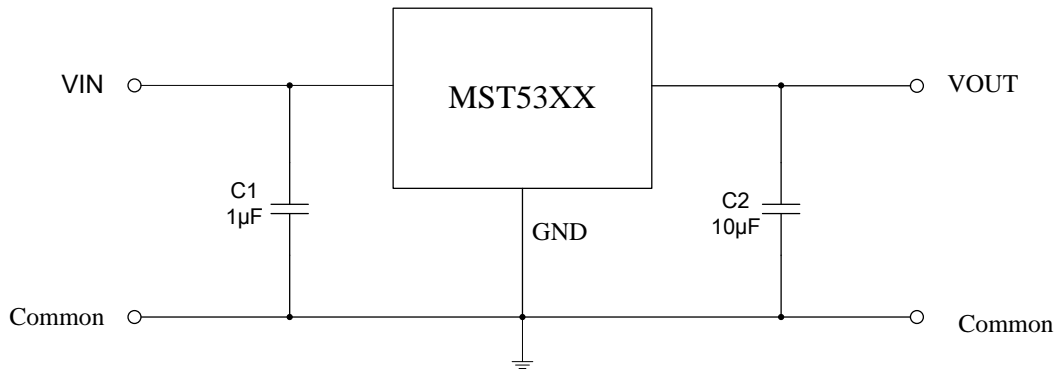 VIN
MST53XX
VOUT
C1
1µF
C2
10µF
GND
Common
Common